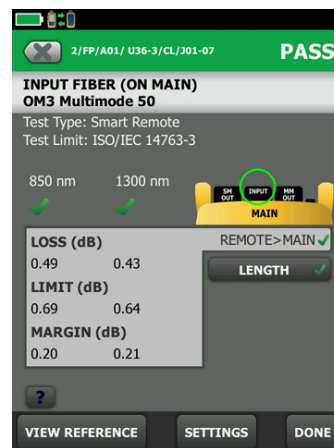 2/FP/A01/ U36-3/CL/J01-07
PASS
INPUT FIBER (ON MAIN)
OM3 Multimode 50
Test Type: Smart Remote
Test Limit: ISO/IEC 14763-3
850 nm 1300 nm
SM OUT INPUT MM OUT
MAIN
REMOTE>MAIN
LENGTH
LOSS (dB)
0.49 0.43
LIMIT (dB)
0.69 0.64
MARGIN (dB)
0.20 0.21
?
VIEW REFERENCE SETTINGS DONE